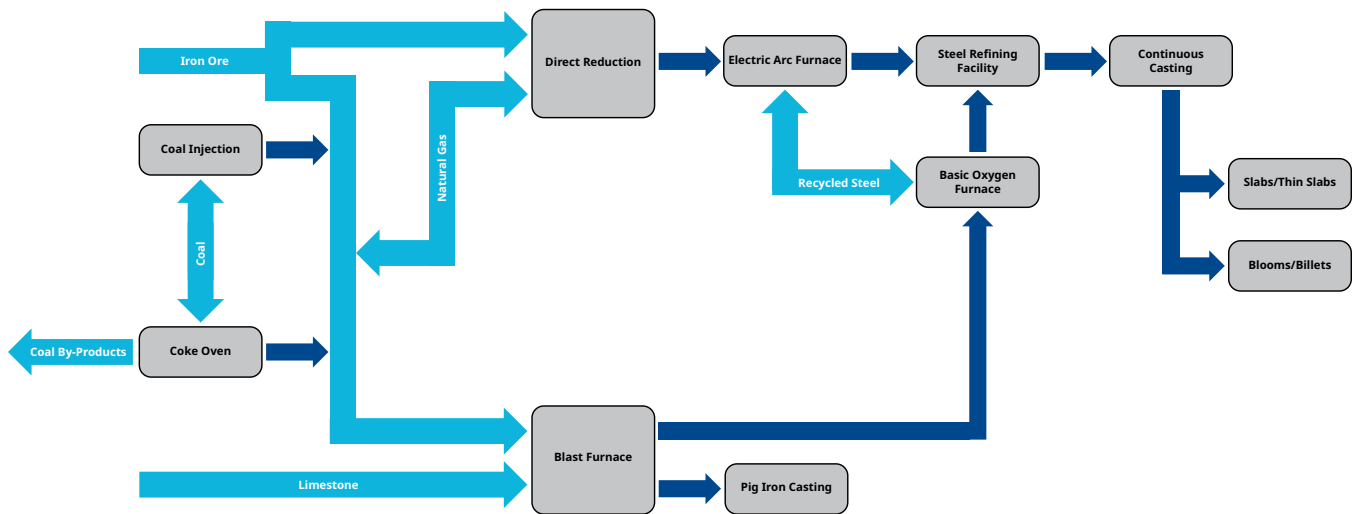 Iron Ore
Direct Reduction
Electric Arc Furnace
Steel Refining
Facility
Continuous
Casting
Coal Injection
Natural Gas
Recycled Steel
Basic Oxygen
Furnace
Slabs/Thin Slabs
Coal
Blooms/Billets
Coal By-Products
Coke Oven
Blast Furnace
Limestone
Pig Iron Casting